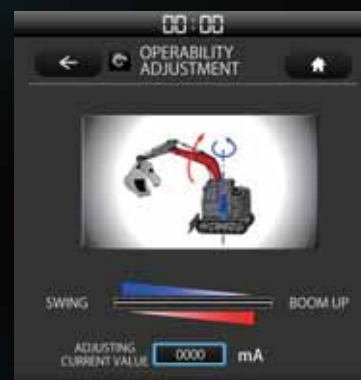 00:00
OPERABILITY
ADJUSTMENT
SWING BOOM UP
ADJUSTING
CURRENT VALUE 0000 mA